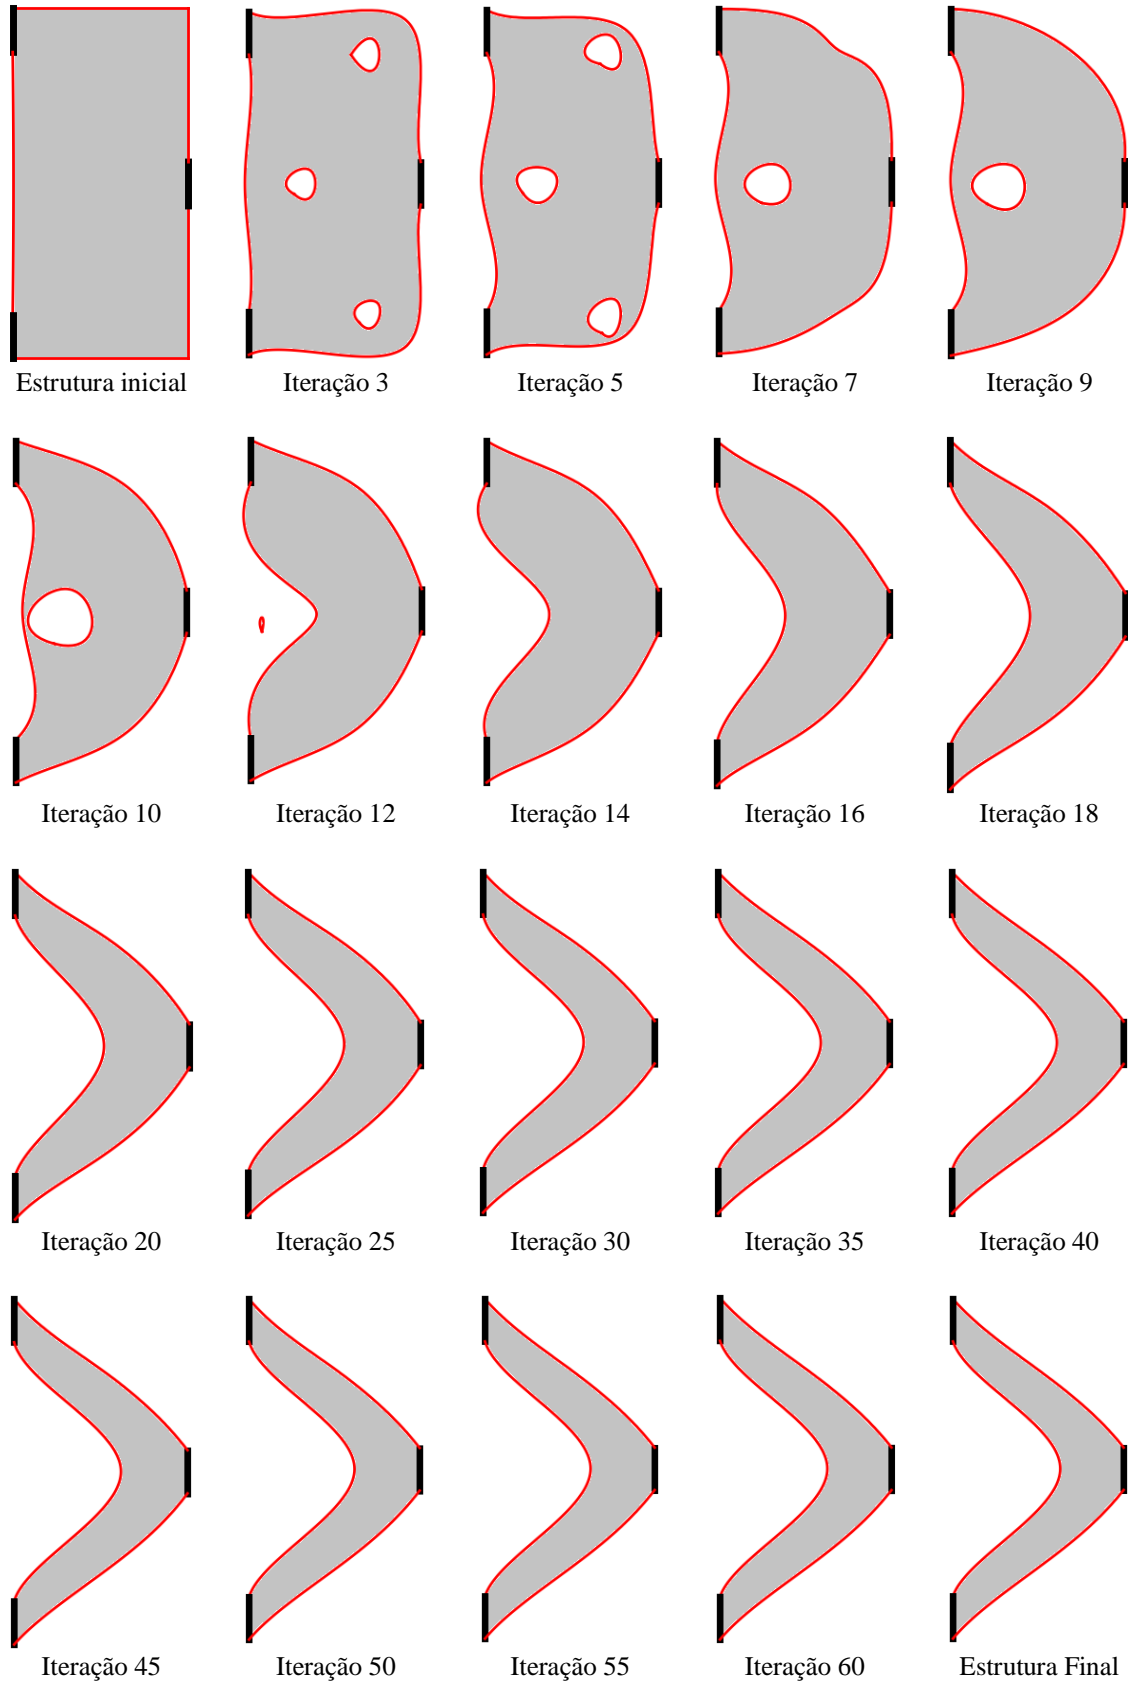 Estrutura inicial
Iteração 3
Iteração 5
Iteração 7
Iteração 9
Iteração 10
Iteração 12
Iteração 14
Iteração 16
Iteração 18
Iteração 20
Iteração 25
Iteração 30
Iteração 35
Iteração 40
Iteração 45
Iteração 50
Iteração 55
Iteração 60
Estrutura Final